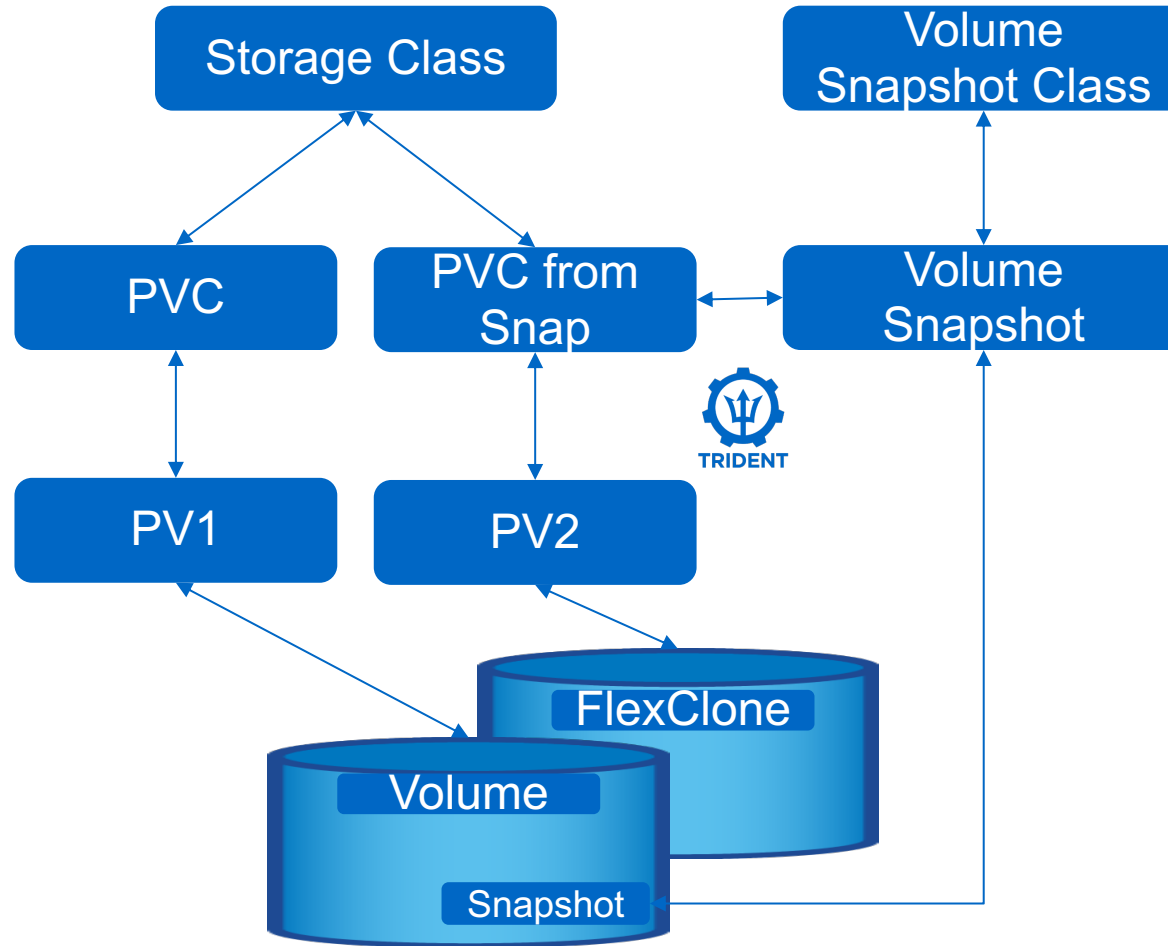 Storage Class
Volume
Snapshot Class
PVC
PVC from
Snap
Volume
Snapshot
TRIDENT
PV1
PV2
FlexClone
Volume
Snapshot